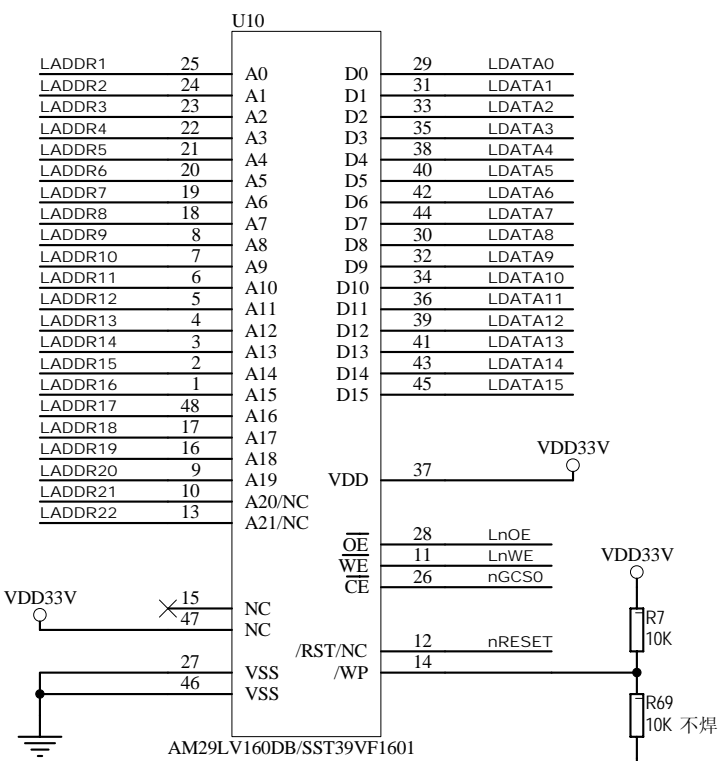 U10
LADDR1 25 A0 D0 29 LDATA0
LADDR2 24 A1 D1 31 LDATA1
LADDR3 23 A2 D2 33 LDATA2
LADDR4 22 A3 D3 35 LDATA3
LADDR5 21 A4 D4 38 LDATA4
LADDR6 20 A5 D5 40 LDATA5
LADDR7 19 A6 D6 42 LDATA6
LADDR8 18 A7 D7 44 LDATA7
LADDR9 8 A8 D8 30 LDATA8
LADDR10 7 A9 D9 32 LDATA9
LADDR11 6 A10 D10 34 LDATA10
LADDR12 5 A11 D11 36 LDATA11
LADDR13 4 A12 D12 39 LDATA12
LADDR14 3 A13 D13 41 LDATA13
LADDR15 2 A14 D14 43 LDATA14
LADDR16 1 A15 D15 45 LDATA15
LADDR17 48 A16
LADDR18 17 A17
LADDR19 16 A18
VDD33V
LADDR20 9 A19 VDD 37
LADDR21 10 A20/NC
LADDR22 13 A21/NC
OE 28 LnOE
WE 11 LnWE
CE 26 nGCS0
VDD33V
VDD33V
15 NC
47 NC
R7
10K
/RST/NC 12 nRESET
27 VSS /WP 14
46 VSS
R69
10K 不焊
AM29LV160DB/SST39VF1601